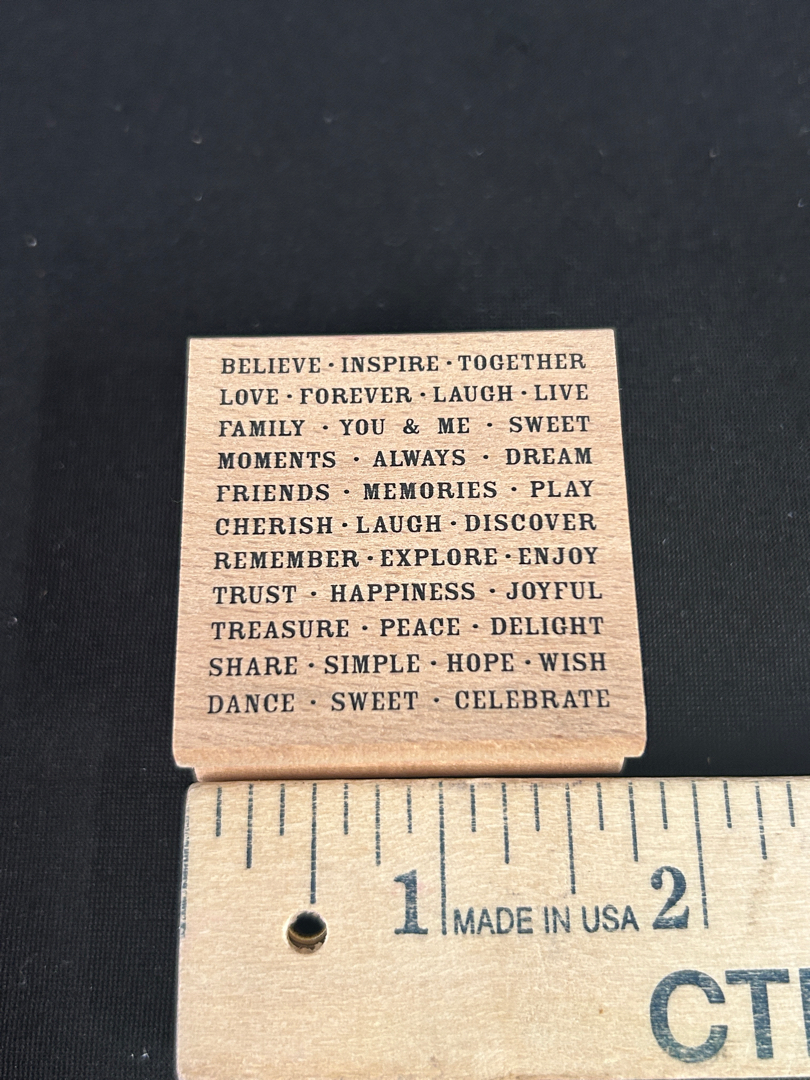 BELIEVE · INSPIRE · TOGETHER
LOVE · FOREVER · LAUGH · LIVE
FAMILY · YOU & ME · SWEET
MOMENTS · ALWAYS · DREAM
FRIENDS · MEMORIES · PLAY
CHERISH · LAUGH · DISCOVER
REMEMBER · EXPLORE · ENJOY
TRUST · HAPPINESS · JOYFUL
TREASURE · PEACE · DELIGHT
SHARE · SIMPLE · HOPE · WISH
DANCE · SWEET · CELEBRATE
1 MADE IN USA 2